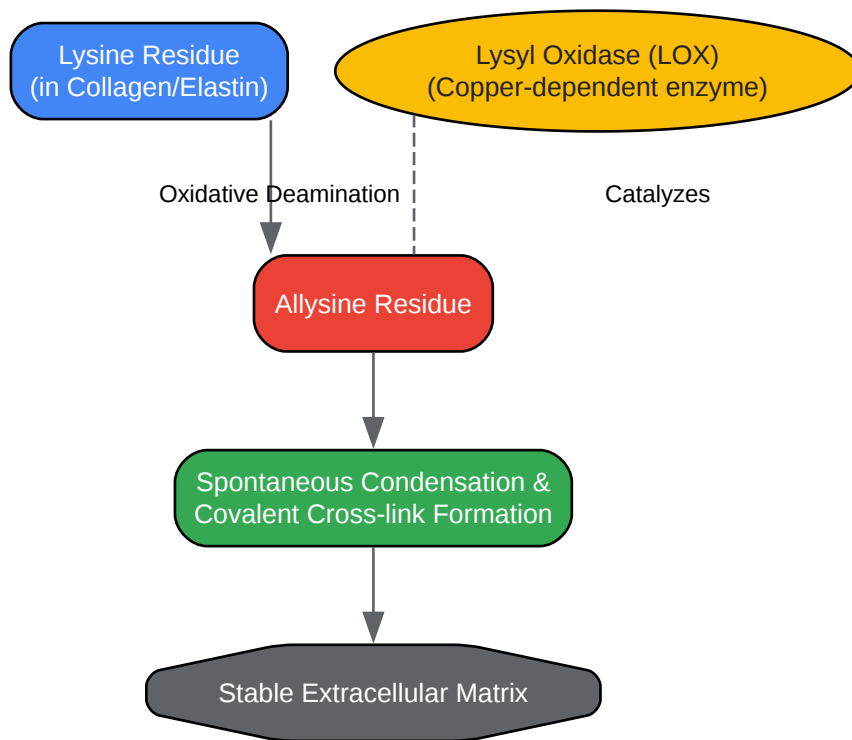 Lysine Residue
(in Collagen/Elastin)
Lysyl Oxidase (LOX)
(Copper-dependent enzyme)
Oxidative Deamination
Catalyzes
Allysine Residue
Spontaneous Condensation &
Covalent Cross-link Formation
Stable Extracellular Matrix